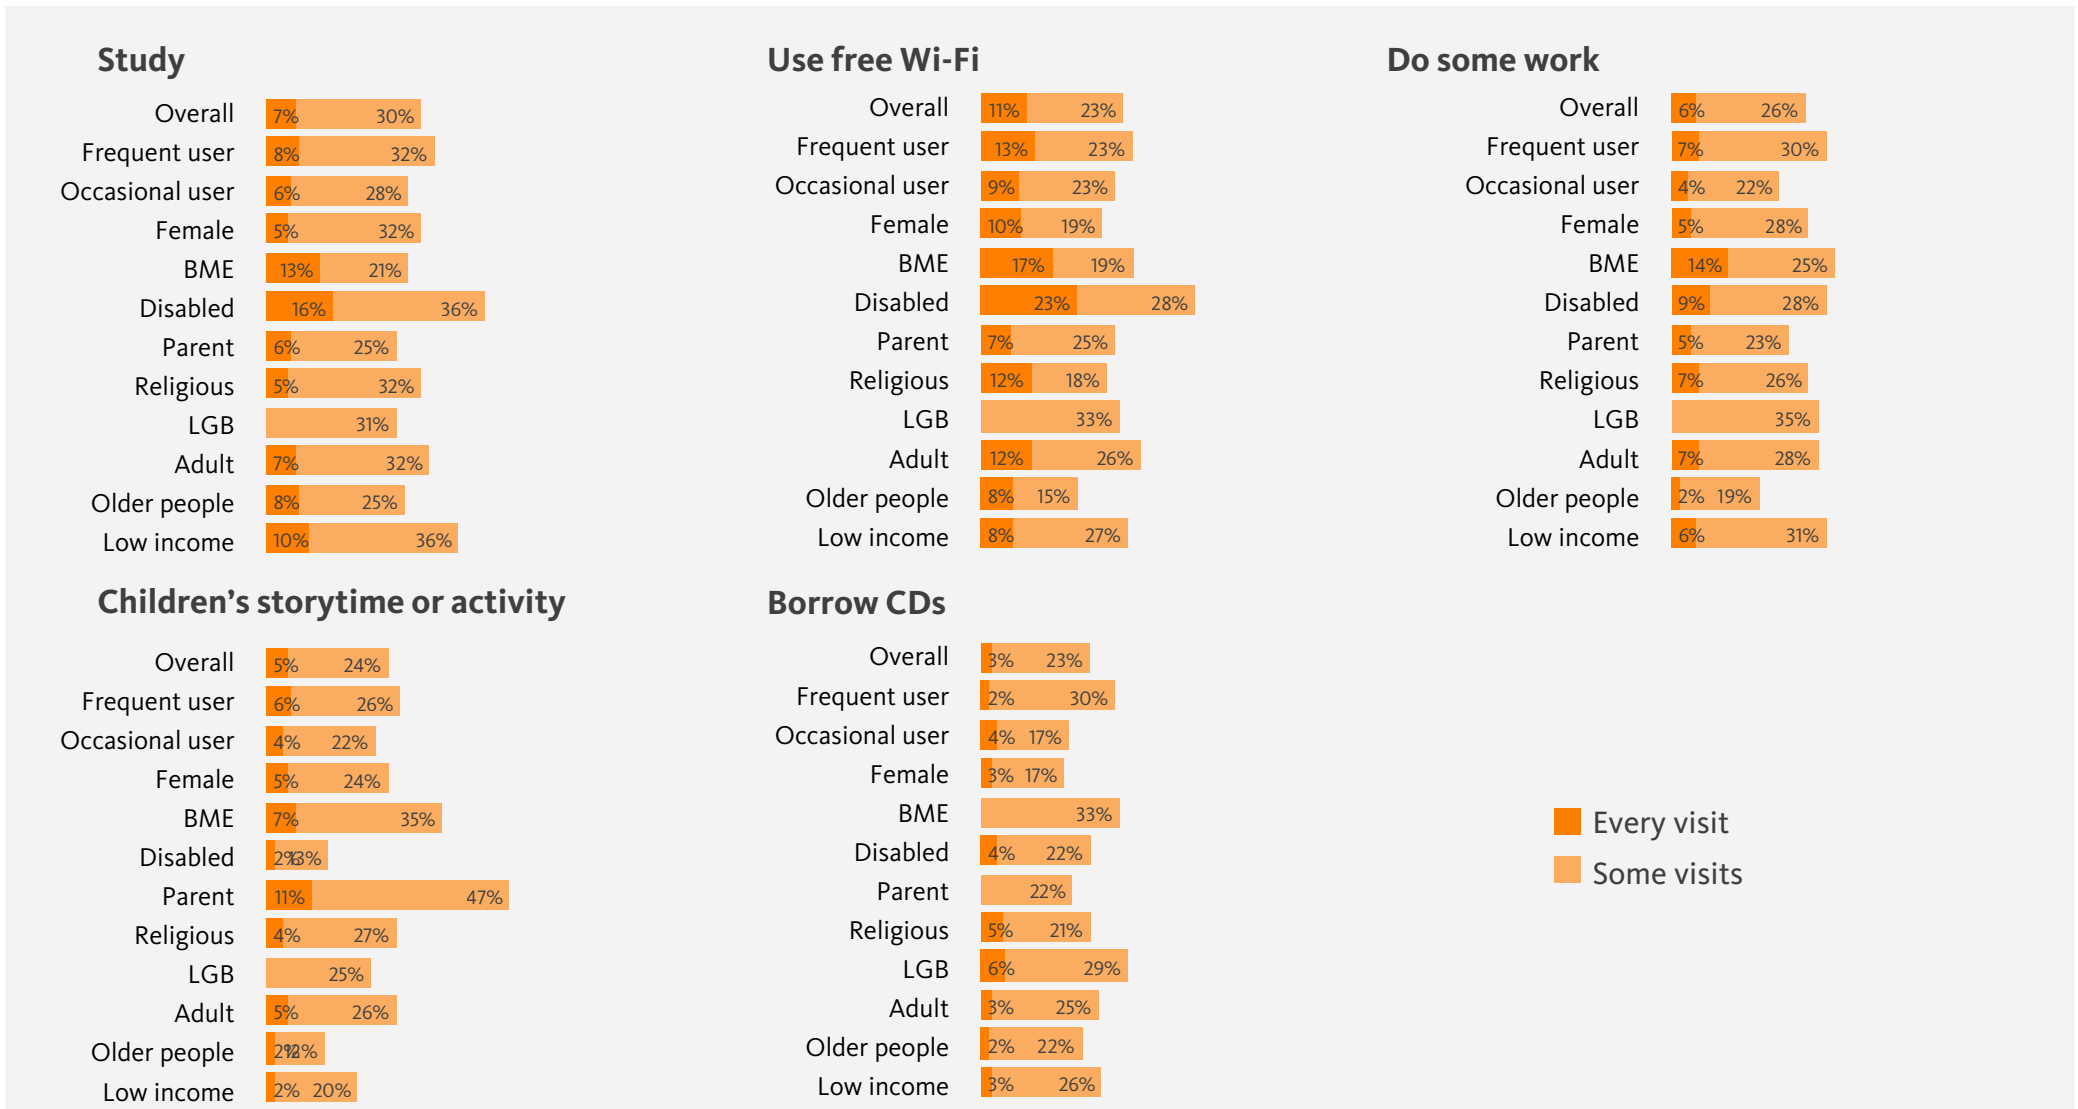 Study
Overall 7% 30%
Frequent user 8% 32%
Occasional user 6% 28%
Female 5% 32%
BME 13% 21%
Disabled 16% 36%
Parent 6% 25%
Religious 5% 32%
LGB 31%
Adult 7% 32%
Older people 8% 25%
Low income 10% 36%
Use free Wi-Fi
Overall 11% 23%
Frequent user 13% 23%
Occasional user 9% 23%
Female 10% 19%
BME 17% 19%
Disabled 23% 28%
Parent 7% 25%
Religious 12% 18%
LGB 33%
Adult 12% 26%
Older people 8% 15%
Low income 8% 27%
Do some work
Overall 6% 26%
Frequent user 7% 30%
Occasional user 4% 22%
Female 5% 28%
BME 14% 25%
Disabled 9% 28%
Parent 5% 23%
Religious 7% 26%
LGB 35%
Adult 7% 28%
Older people 2% 19%
Low income 6% 31%
Children’s storytime or activity
Overall 5% 24%
Frequent user 6% 26%
Occasional user 4% 22%
Female 5% 24%
BME 7% 35%
Disabled 2% 13%
Parent 11% 47%
Religious 4% 27%
LGB 25%
Adult 5% 26%
Older people 2% 12%
Low income 2% 20%
Borrow CDs
Overall 3% 23%
Frequent user 2% 30%
Occasional user 4% 17%
Female 3% 17%
BME 33%
Disabled 4% 22%
Parent 22%
Religious 5% 21%
LGB 6% 29%
Adult 3% 25%
Older people 2% 22%
Low income 3% 26%
Every visit
Some visits